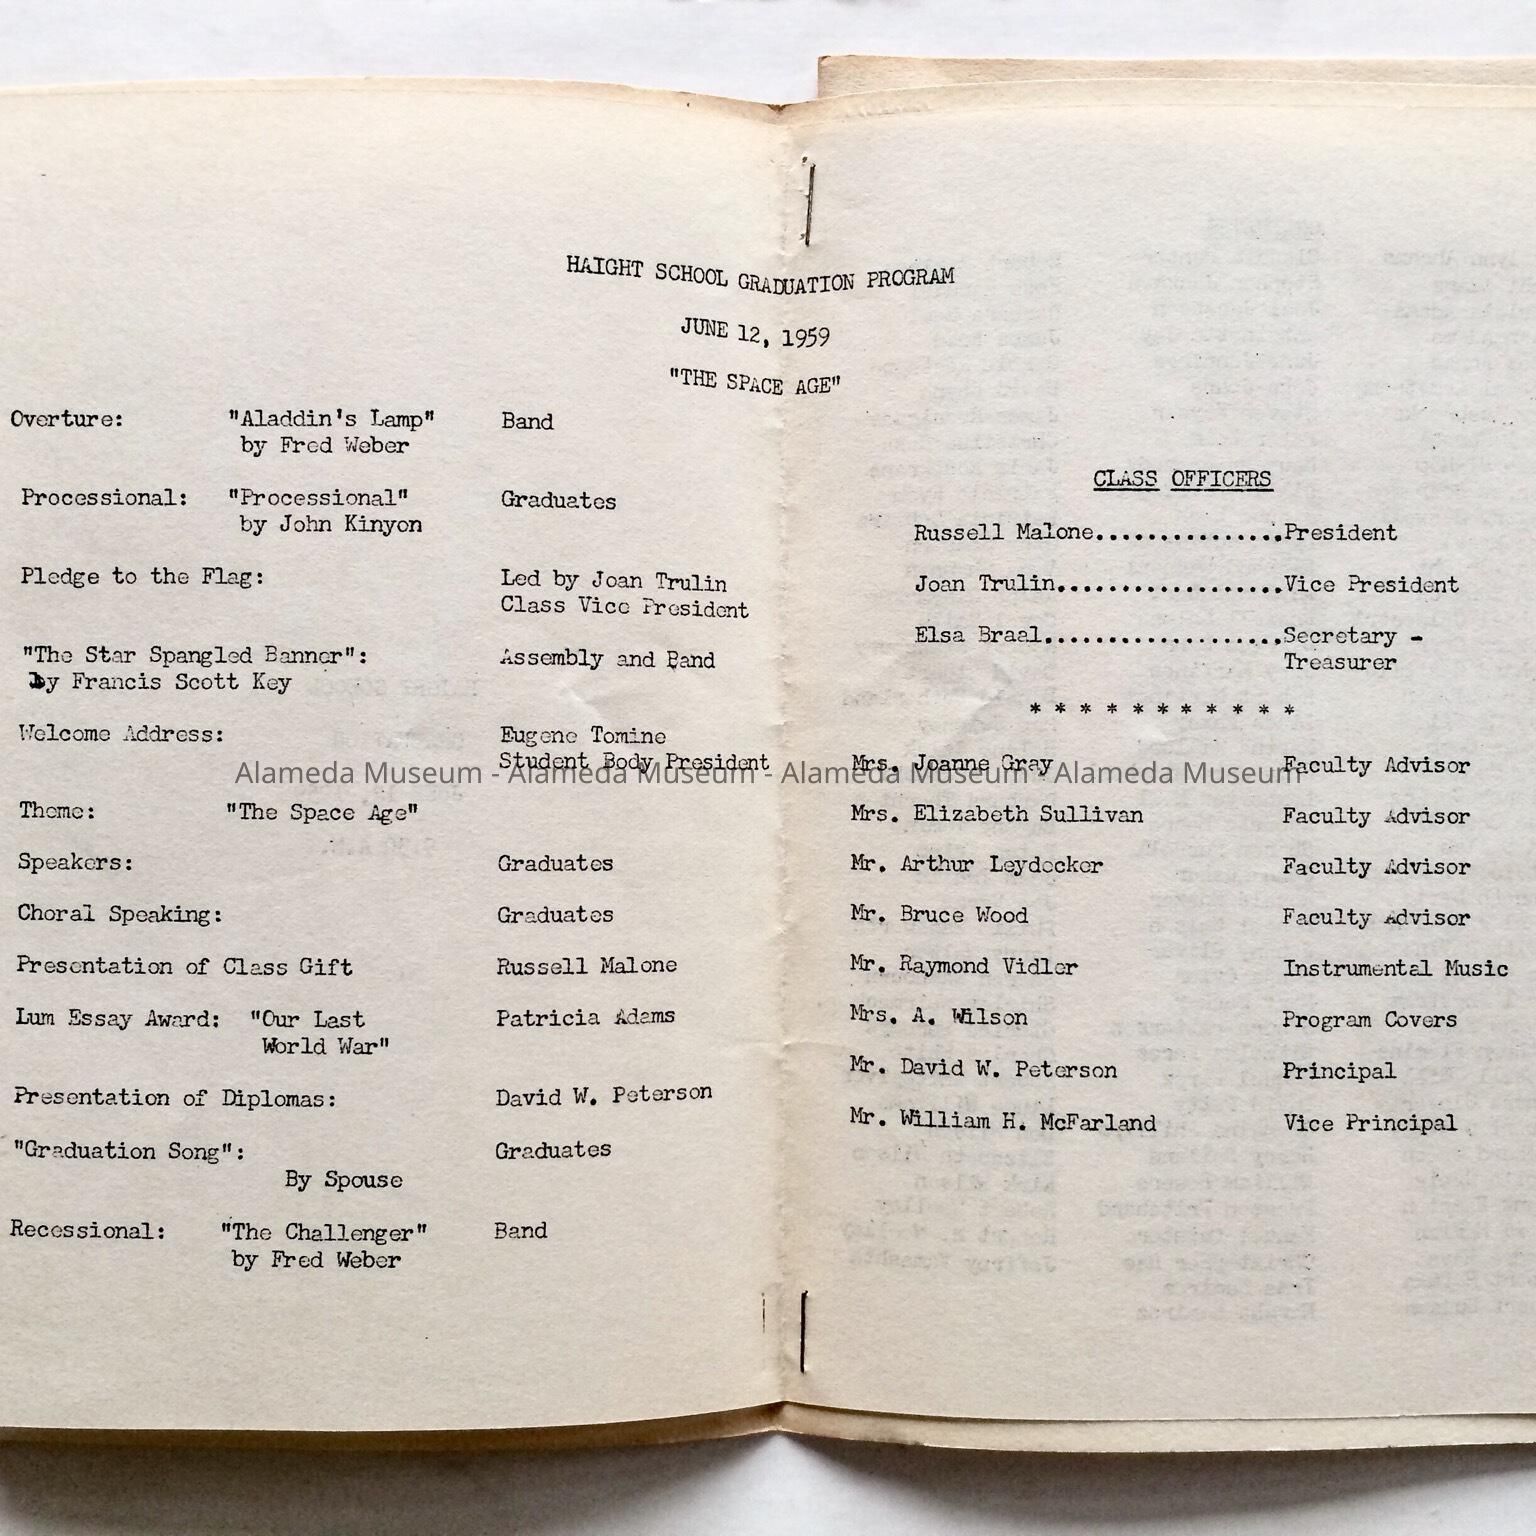 HAIGHT SCHOOL GRADUATION PROGRAM
JUNE 12, 1959
"THE SPACE AGE"
Overture: "Aladdin's Lamp" Band
by Fred Weber
Processional: "Processional" Graduates
by John Kinyon
Pledge to the Flag: Led by Joan Trulin
Class Vice President
"The Star Spangled Banner": Assembly and Band
by Francis Scott Key
Welcome Address: Eugene Tomine
Student Body President
Theme: "The Space Age"
Speakers: Graduates
Choral Speaking: Graduates
Presentation of Class Gift Russell Malone
Lum Essay Award: "Our Last Patricia Adams
World War"
Presentation of Diplomas: David W. Peterson
"Graduation Song": Graduates
By Spouse
Recessional: "The Challenger" Band
by Fred Weber
CLASS OFFICERS
Russell Malone...............President
Joan Trulin..................Vice President
Elsa Braal...................Secretary -
Treasurer
* * * * * * * * * * *
Mrs. Joanne Gray Faculty Advisor
Mrs. Elizabeth Sullivan Faculty Advisor
Mr. Arthur Leydecker Faculty Advisor
Mr. Bruce Wood Faculty Advisor
Mr. Raymond Vidler Instrumental Music
Mrs. A. Wilson Program Covers
Mr. David W. Peterson Principal
Mr. William H. McFarland Vice Principal
Alameda Museum - Alameda Museum - Alameda Museum - Alameda Museum